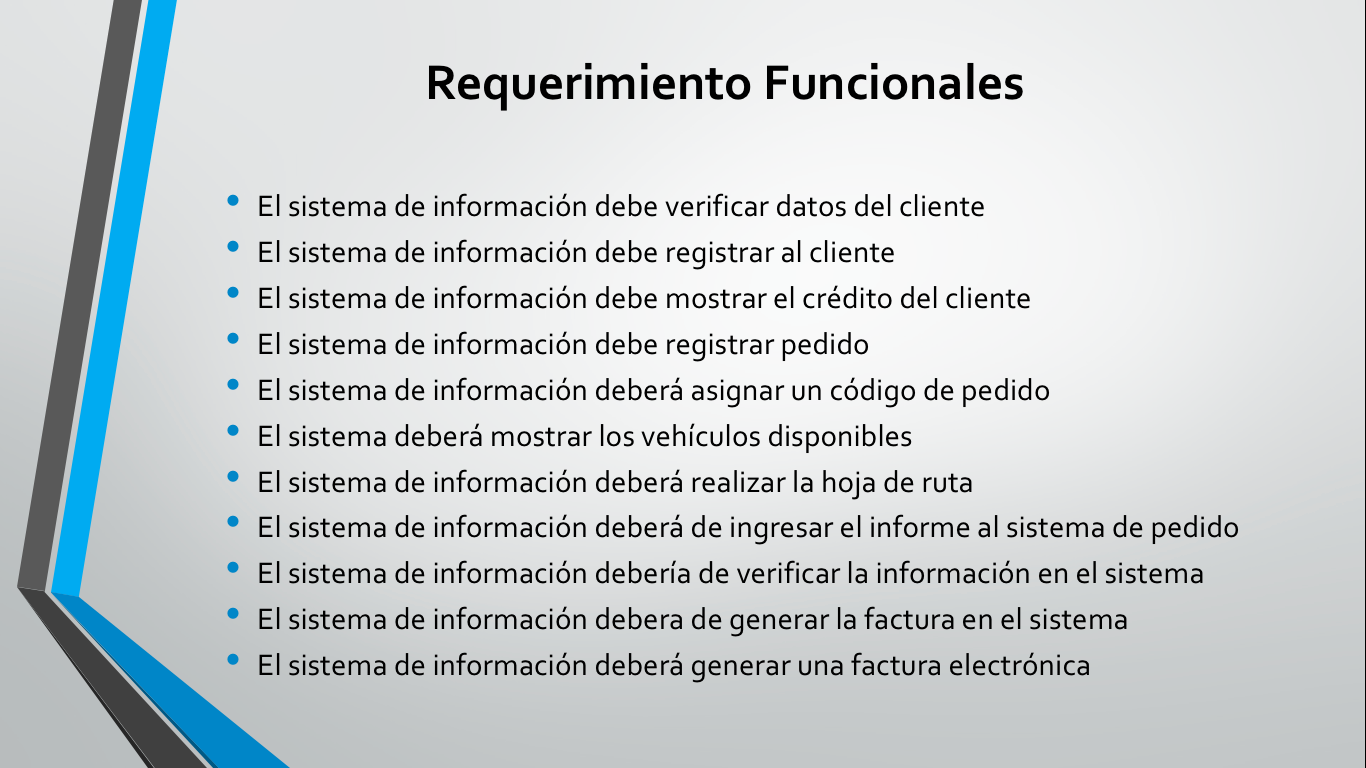 Requerimiento Funcionales
• El sistema de información debe verificar datos del cliente
• El sistema de información debe registrar al cliente
• El sistema de información debe mostrar el crédito del cliente
• El sistema de información debe registrar pedido
• El sistema de información deberá asignar un código de pedido
• El sistema deberá mostrar los vehículos disponibles
• El sistema de información deberá realizar la hoja de ruta
• El sistema de información deberá de ingresar el informe al sistema de pedido
• El sistema de información debería de verificar la información en el sistema
• El sistema de información debera de generar la factura en el sistema
• El sistema de información deberá generar una factura electrónica